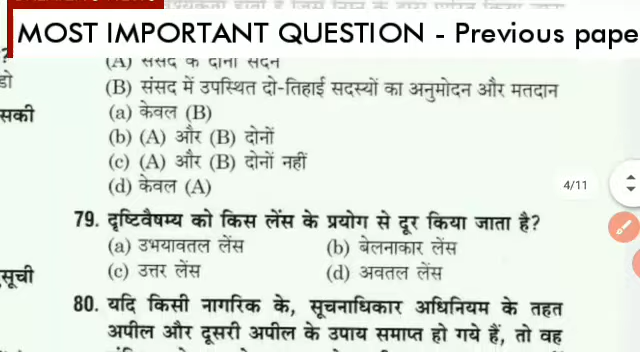 MOST IMPORTANT QUESTION - Previous pape
(A) संसद के दोनों सदन
डो
(B) संसद में उपस्थित दो-तिहाई सदस्यों का अनुमोदन और मतदान
सकी
(a) केवल (B)
(b) (A) और (B) दोनों
(c) (A) और (B) दोनों नहीं
(d) केवल (A)
4/11
79. दृष्टिवैषम्य को किस लेंस के प्रयोग से दूर किया जाता है?
(a) उभयावतल लेंस (b) बेलनाकार लेंस
सूची
(c) उत्तर लेंस (d) अवतल लेंस
80. यदि किसी नागरिक के, सूचनाधिकार अधिनियम के तहत
अपील और दूसरी अपील के उपाय समाप्त हो गये हैं, तो वह